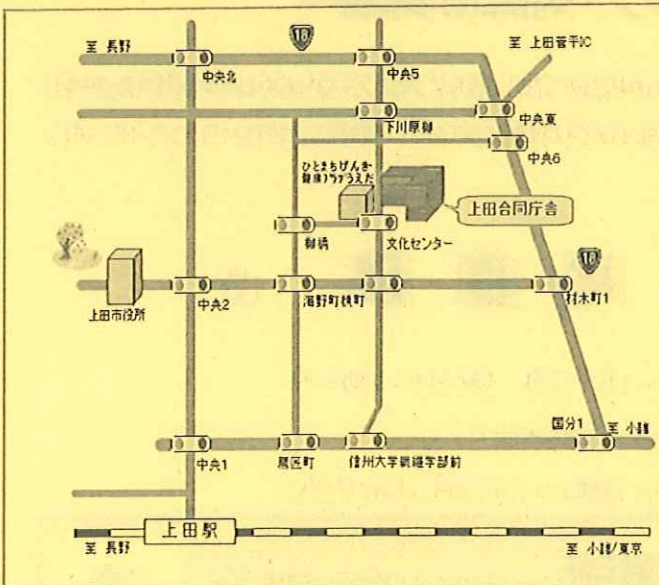 18
至 長野
中央北
中央5
至 上田菅平IC
下川原柳
中央東
中央6
ひとまちげんき・
健康プラザうえだ
上田合同庁舎
柳橋
文化センター
18
上田市役所
中央2
海野町横町
材木町1
国分1
至 小諸
中央1
鷹匠町
信州大学繊維学部前
上田駅
至 長野
至 小諸/東京